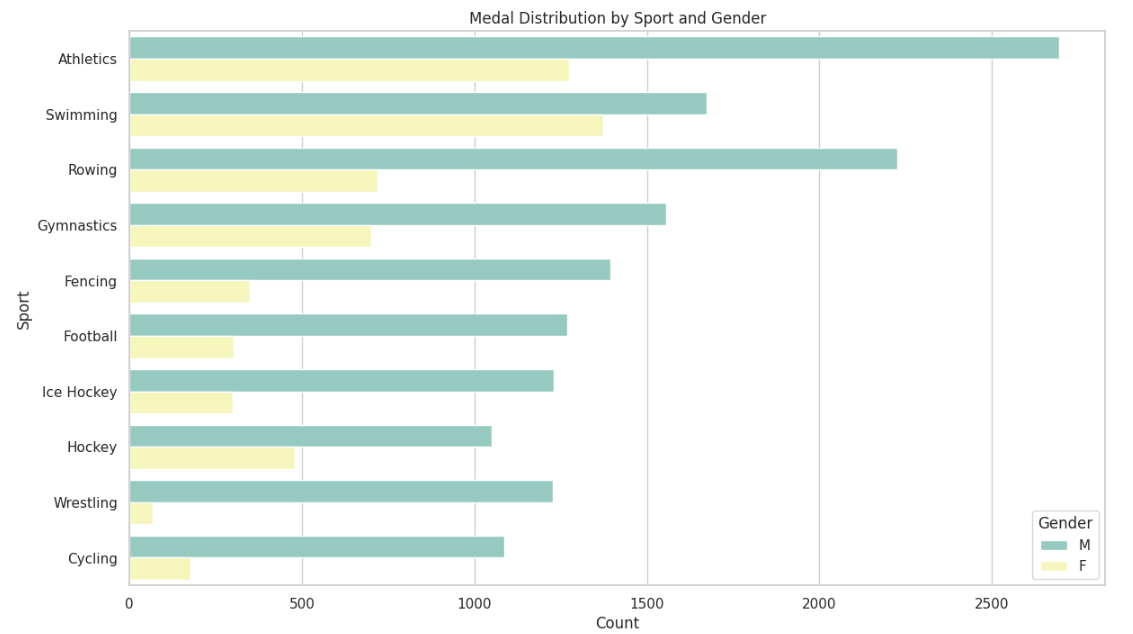 Medal Distribution by Sport and Gender
Athletics
Swimming
Rowing
Gymnastics
Fencing
Football
Ice Hockey
Hockey
Wrestling
Cycling
Sport
0 500 1000 1500 2000 2500
Count
Gender
M
F